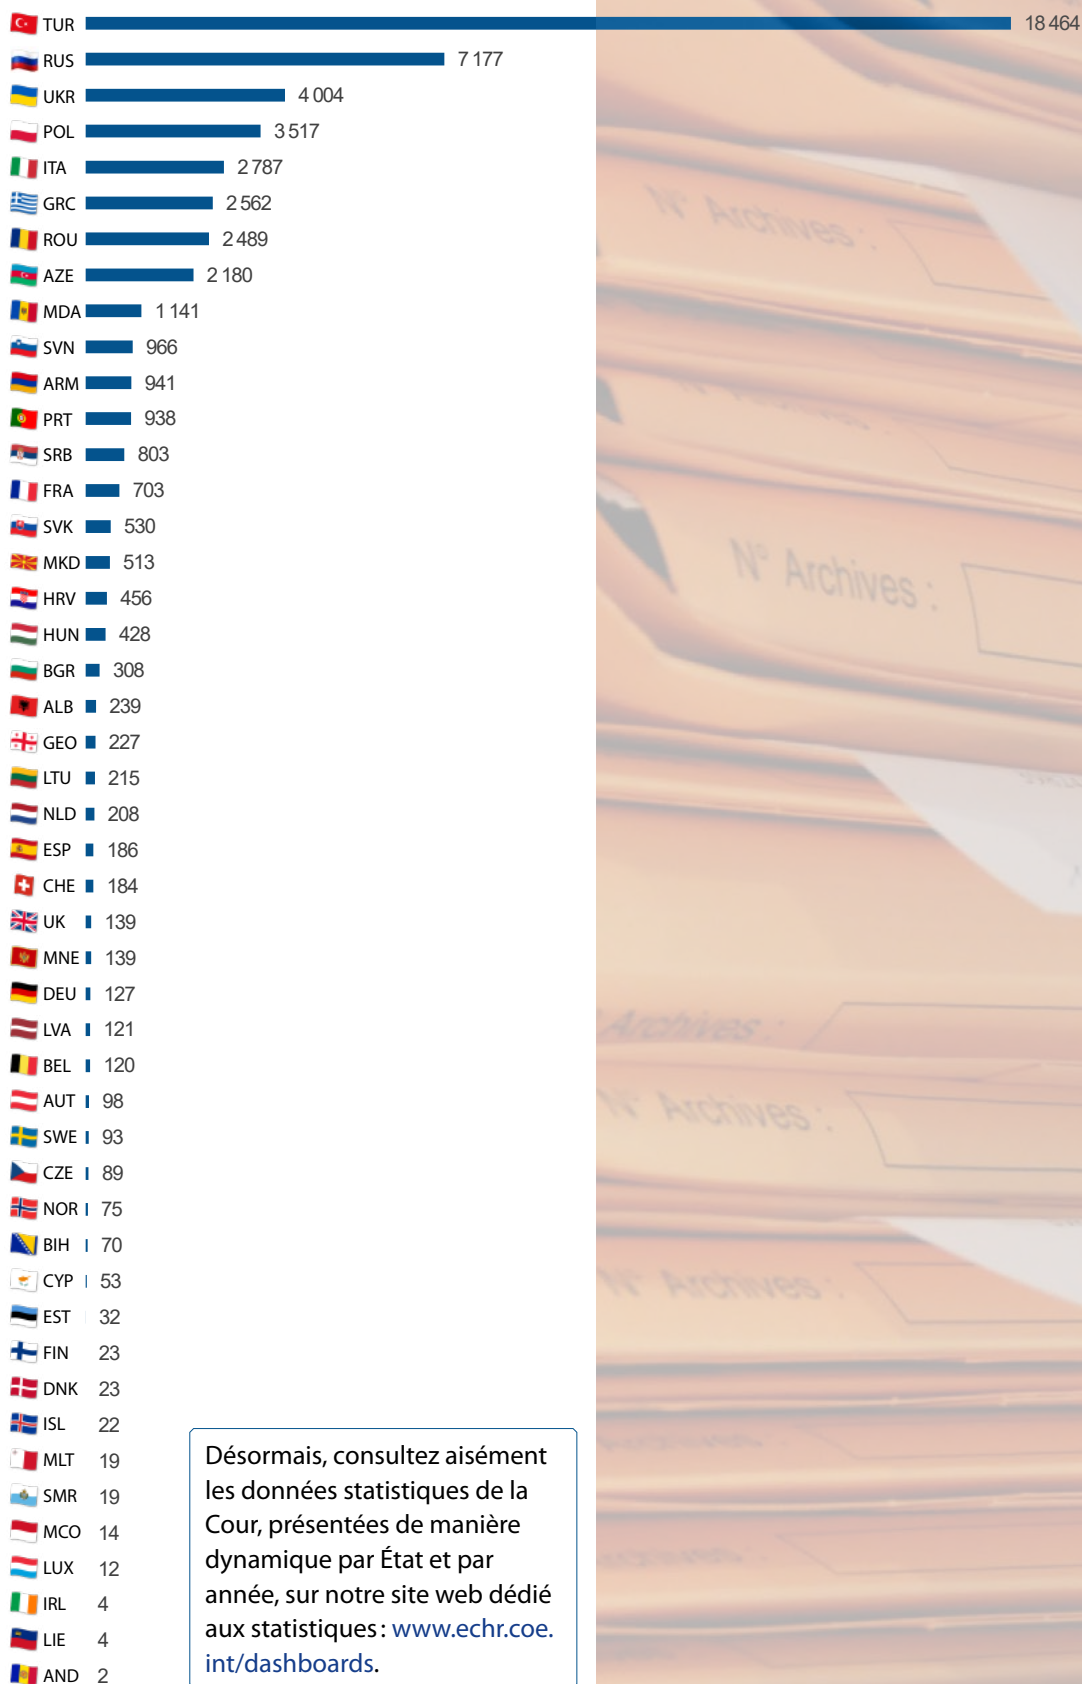 TUR 18 464
RUS 7 177
UKR 4 004
POL 3 517
ITA 2 787
GRC 2 562
ROU 2 489
AZE 2 180
MDA 1 141
SVN 966
ARM 941
PRT 938
SRB 803
FRA 703
SVK 530
MKD 513
HRV 456
HUN 428
BGR 308
ALB 239
GEO 227
LTU 215
NLD 208
ESP 186
CHE 184
UK 139
MNE 139
DEU 127
LVA 121
BEL 120
AUT 98
SWE 93
CZE 89
NOR 75
BIH 70
CYP 53
EST 32
FIN 23
DNK 23
ISL 22
MLT 19
SMR 19
MCO 14
LUX 12
IRL 4
LIE 4
AND 2
Désormais, consultez aisément
les données statistiques de la
Cour, présentées de manière
dynamique par État et par
année, sur notre site web dédié
aux statistiques : www.echr.coe.
int/dashboards.
N° Archives :
N° Archives :
Archives :
N° Archives :
N° Archives :